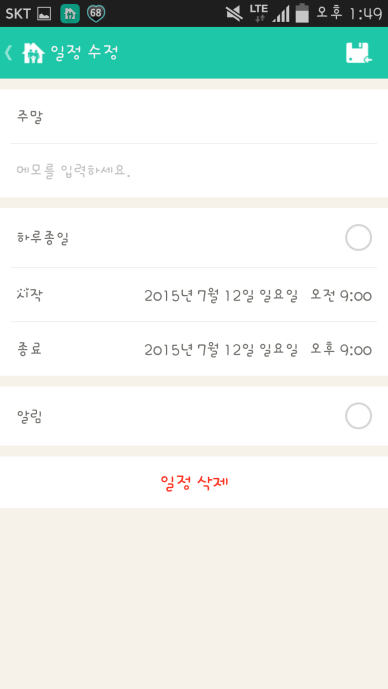 SKT 68 LTE 오후 1:49
일정 수정
주말
메모를 입력하세요.
하루종일
시작 2015년 7월 12일 일요일 오전 9:00
종료 2015년 7월 12일 일요일 오후 9:00
알림
일정 삭제